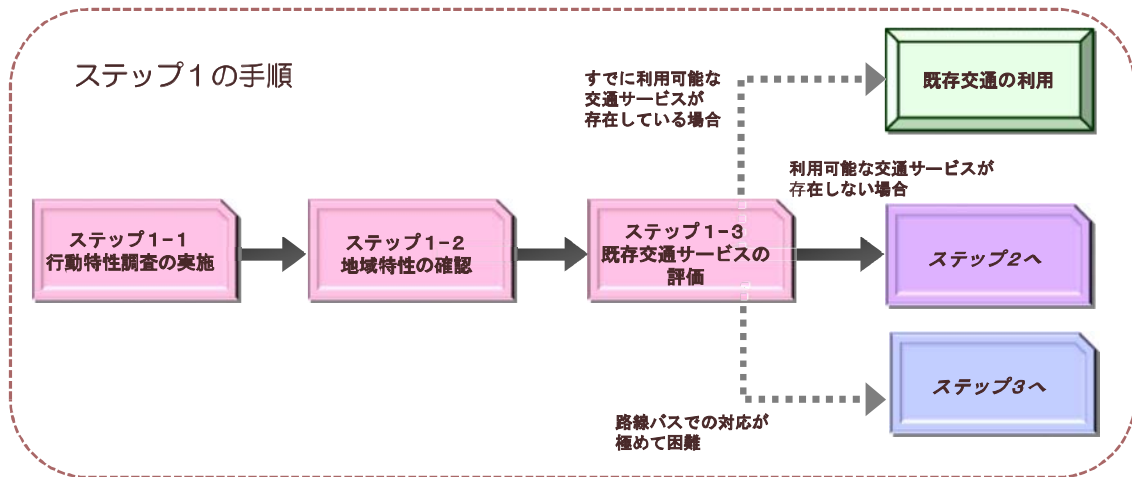 ステップ１の手順
すでに利用可能な
交通サービスが
存在している場合
既存交通の利用
利用可能な交通サービスが
存在しない場合
ステップ１-１
行動特性調査の実施
ステップ１-２
地域特性の確認
ステップ１-３
既存交通サービスの
評価
ステップ２へ
ステップ３へ
路線バスでの対応が
極めて困難